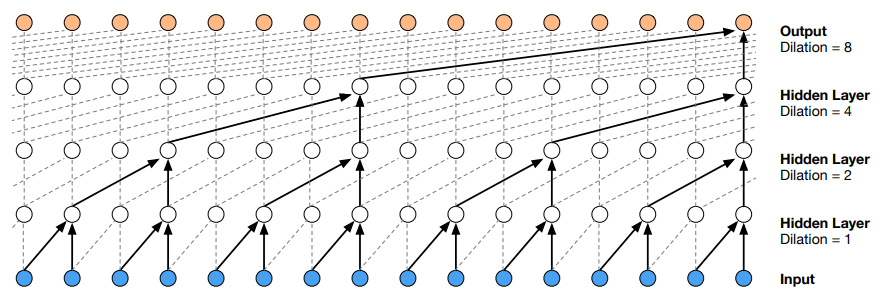 Output
Dilation = 8
Hidden Layer
Dilation = 4
Hidden Layer
Dilation = 2
Hidden Layer
Dilation = 1
Input